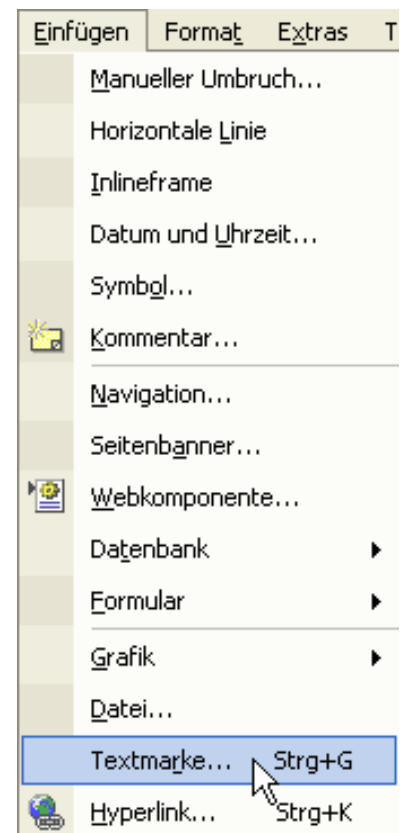 Einfügen Format Extras T
Manueller Umbruch...
Horizontale Linie
Inlineframe
Datum und Uhrzeit...
Symbol...
Kommentar...
Navigation...
Seitenbanner...
Webkomponente...
Datenbank
Formular
Grafik
Datei...
Textmarke... Strg+G
Hyperlink... Strg+K